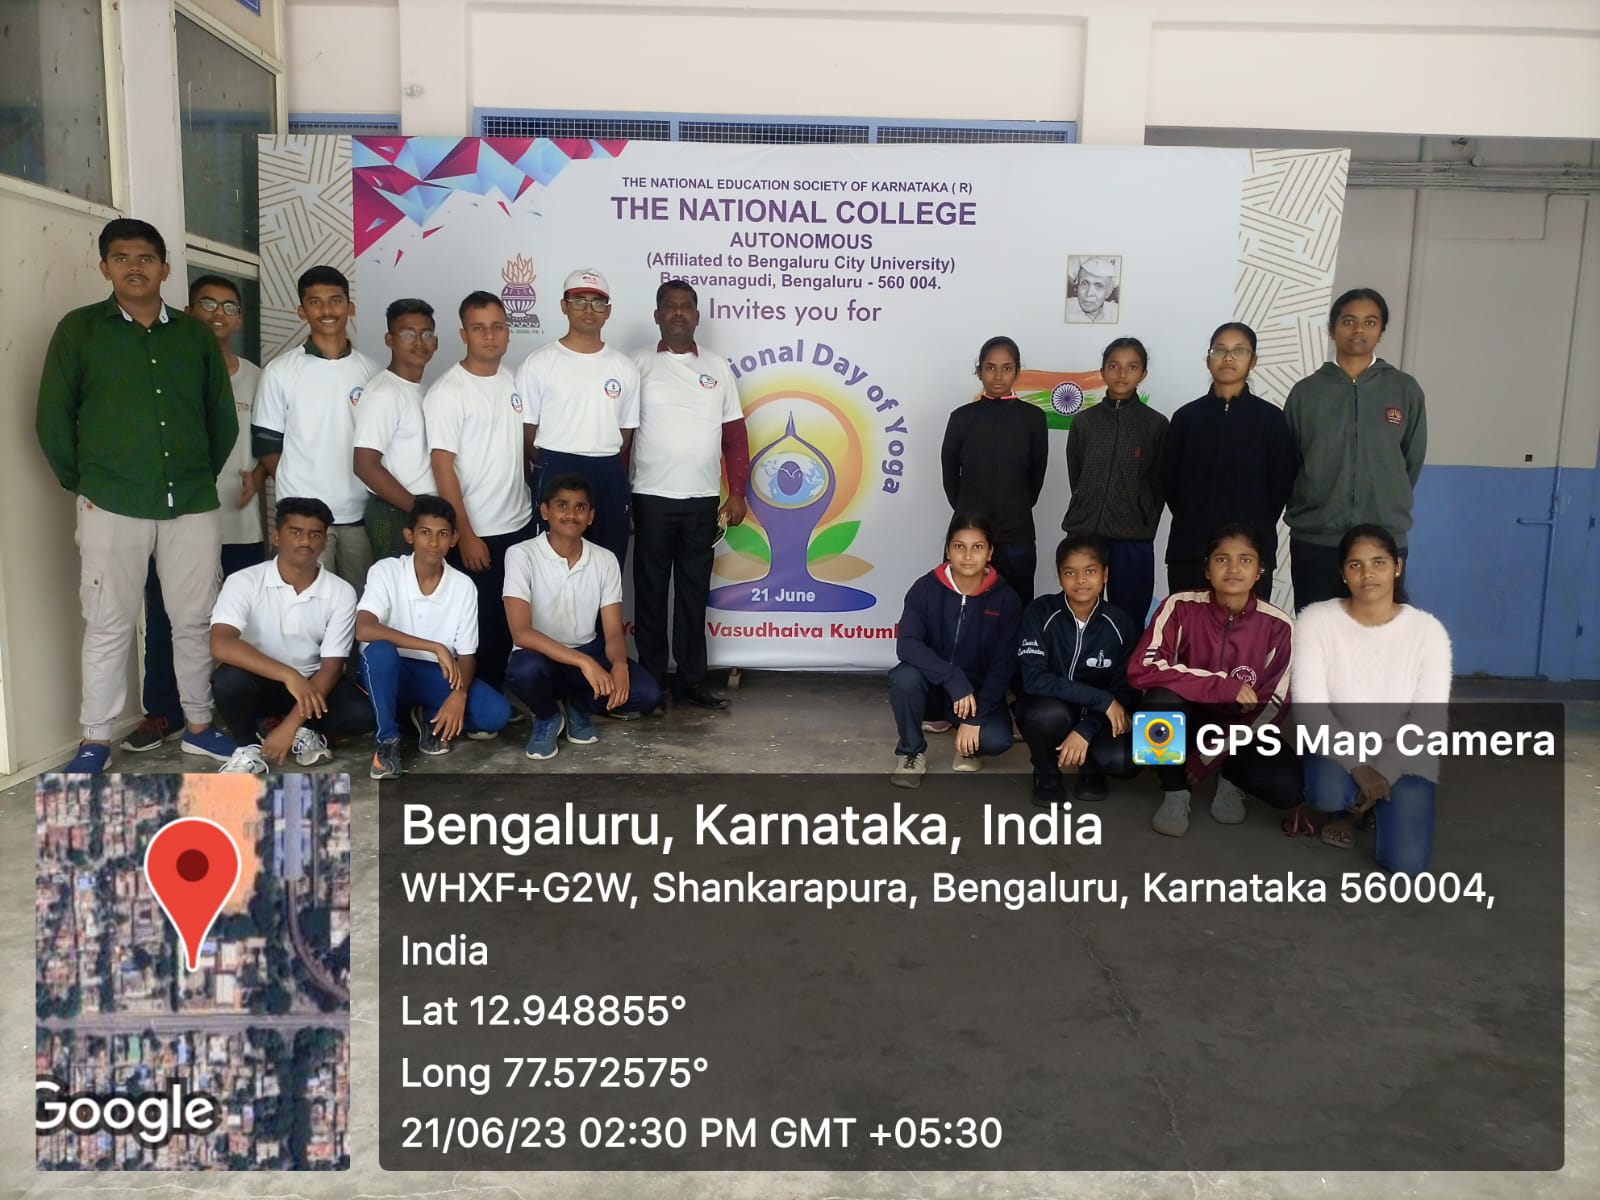 THE NATIONAL EDUCATION SOCIETY OF KARNATAKA ( R)
THE NATIONAL COLLEGE
AUTONOMOUS
(Affiliated to Bengaluru City University)
Basavanagudi, Bengaluru - 560 004.
Invites you for
ional Day of Yoga
21 June
Vasudhaiva Kutum
Coach
GPS Map Camera
Bengaluru, Karnataka, India
WHXF+G2W, Shankarapura, Bengaluru, Karnataka 560004,
India
Lat 12.948855°
Long 77.572575°
21/06/23 02:30 PM GMT +05:30
Google